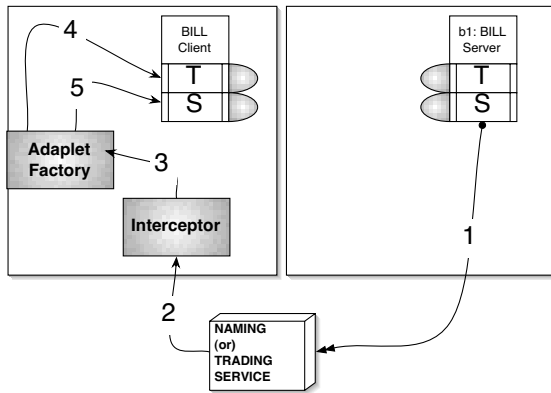 4
BILL
Client
T
S
5
Adaplet
Factory
3
Interceptor
2
b1: BILL
Server
T
S
1
NAMING
(or)
TRADING
SERVICE